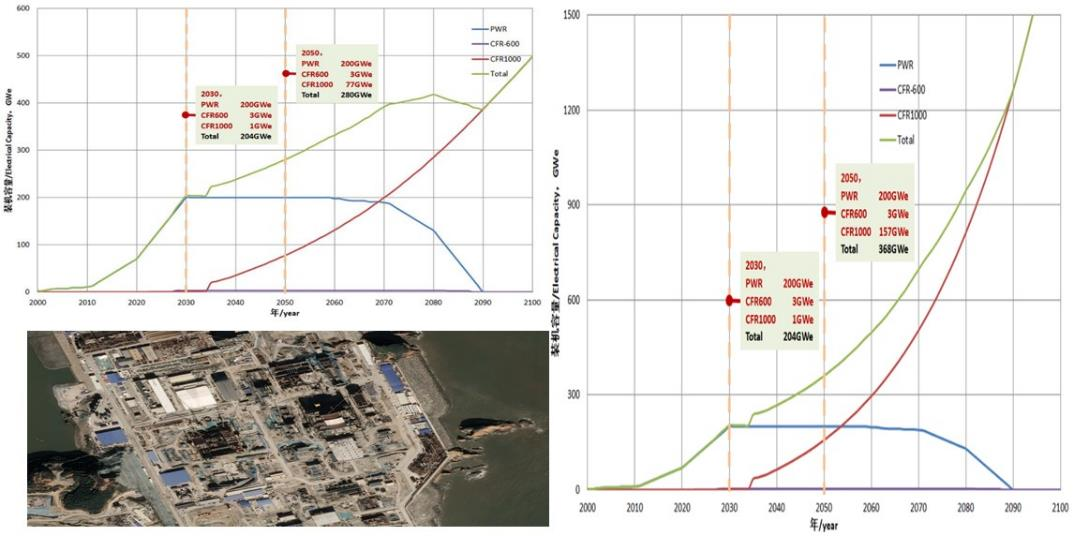 600
500
400
300
200
100
0
2000 2010 2020 2030 2040 2050 2060 2070 2080 2090 2100
装机容量/Electrical Capacity, GWe
年/year
PWR
CFR-600
CFR1000
Total
2030,
PWR 200GWe
CFR600 3GWe
CFR1000 1GWe
Total 204GWe
2050,
PWR 200GWe
CFR600 3GWe
CFR1000 77GWe
Total 280GWe
1500
1200
900
600
300
0
2000 2010 2020 2030 2040 2050 2060 2070 2080 2090 2100
装机容量/Electrical Capacity, GWe
年/year
PWR
CFR-600
CFR1000
Total
2030,
PWR 200GWe
CFR600 3GWe
CFR1000 1GWe
Total 204GWe
2050,
PWR 200GWe
CFR600 3GWe
CFR1000 157GWe
Total 368GWe